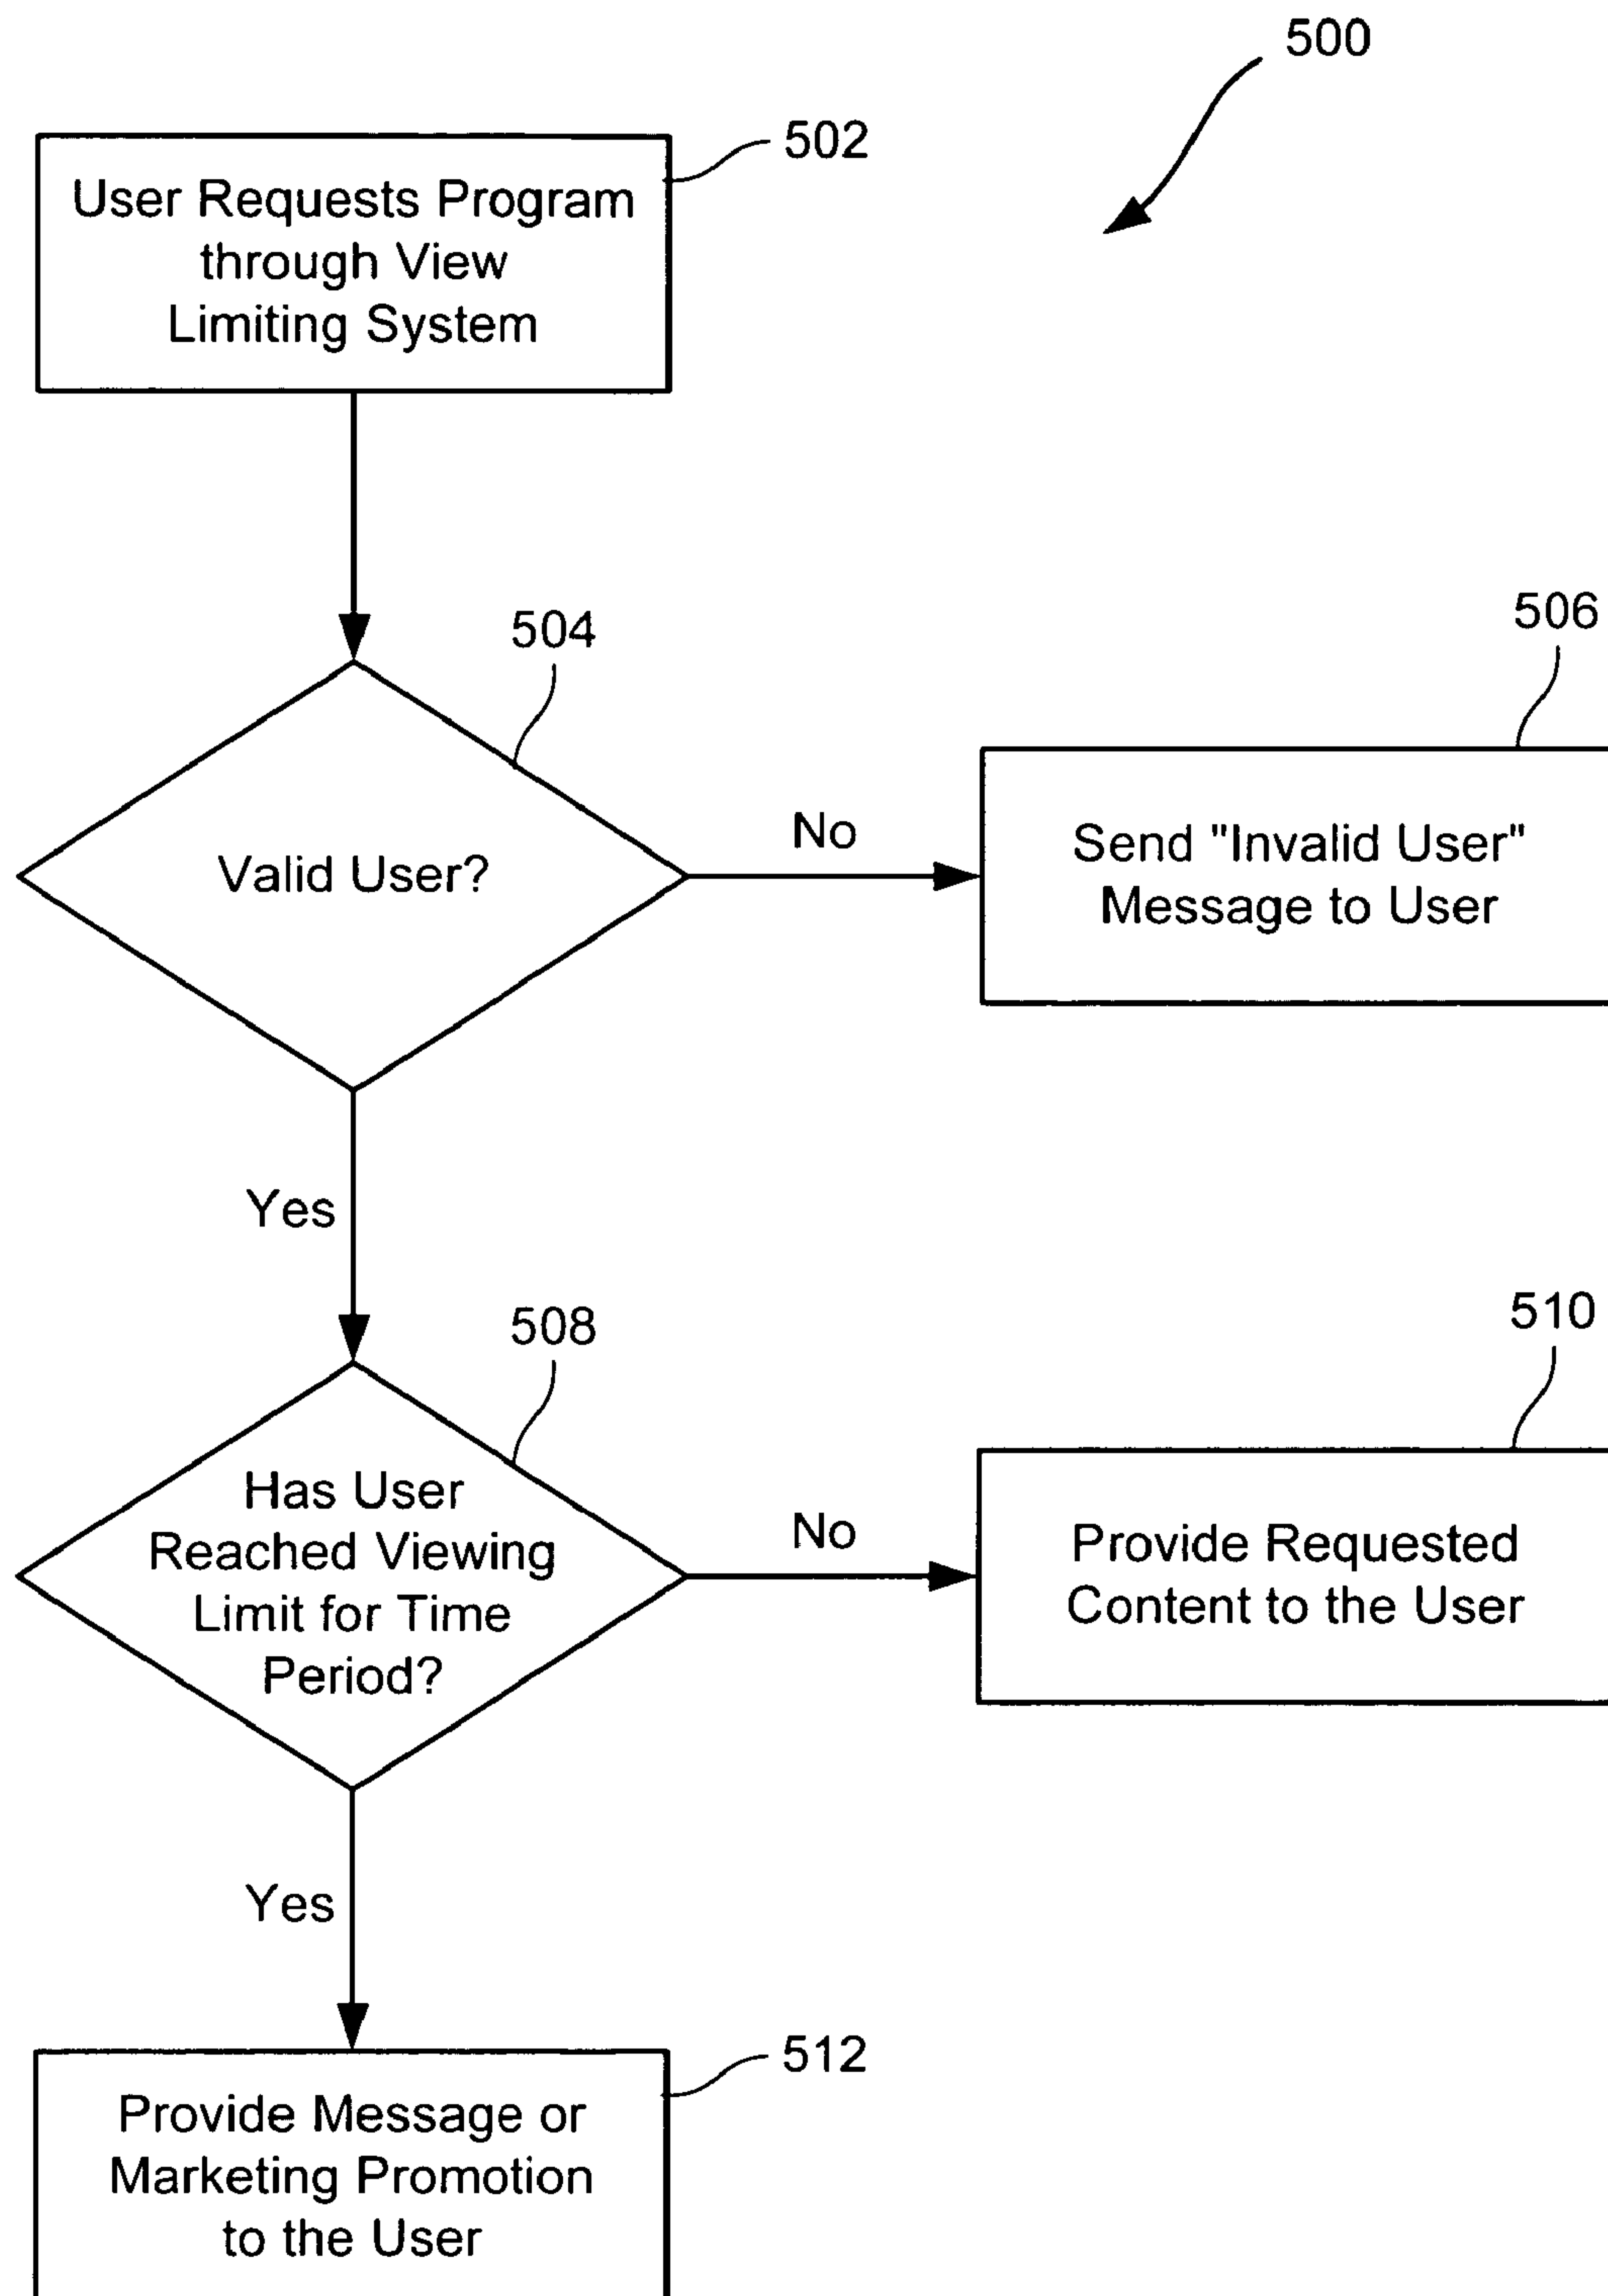 500
502
User Requests Program
through View
Limiting System
504
506
Valid User?
No
Send "Invalid User"
Message to User
Yes
508
510
Has User
Reached Viewing
Limit for Time
Period?
No
Provide Requested
Content to the User
Yes
512
Provide Message or
Marketing Promotion
to the User